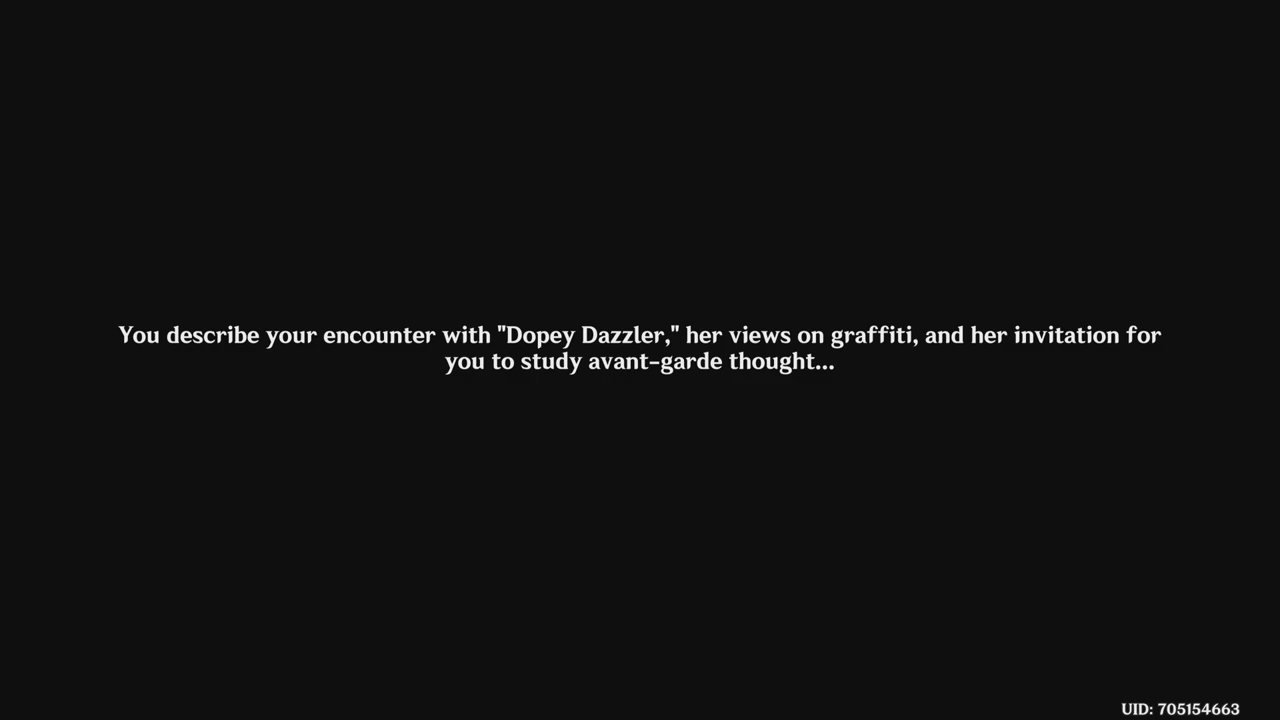 You describe your encounter with "Dopey Dazzler," her views on graffiti, and her invitation for
you to study avant-garde thought...
UID: 705154663